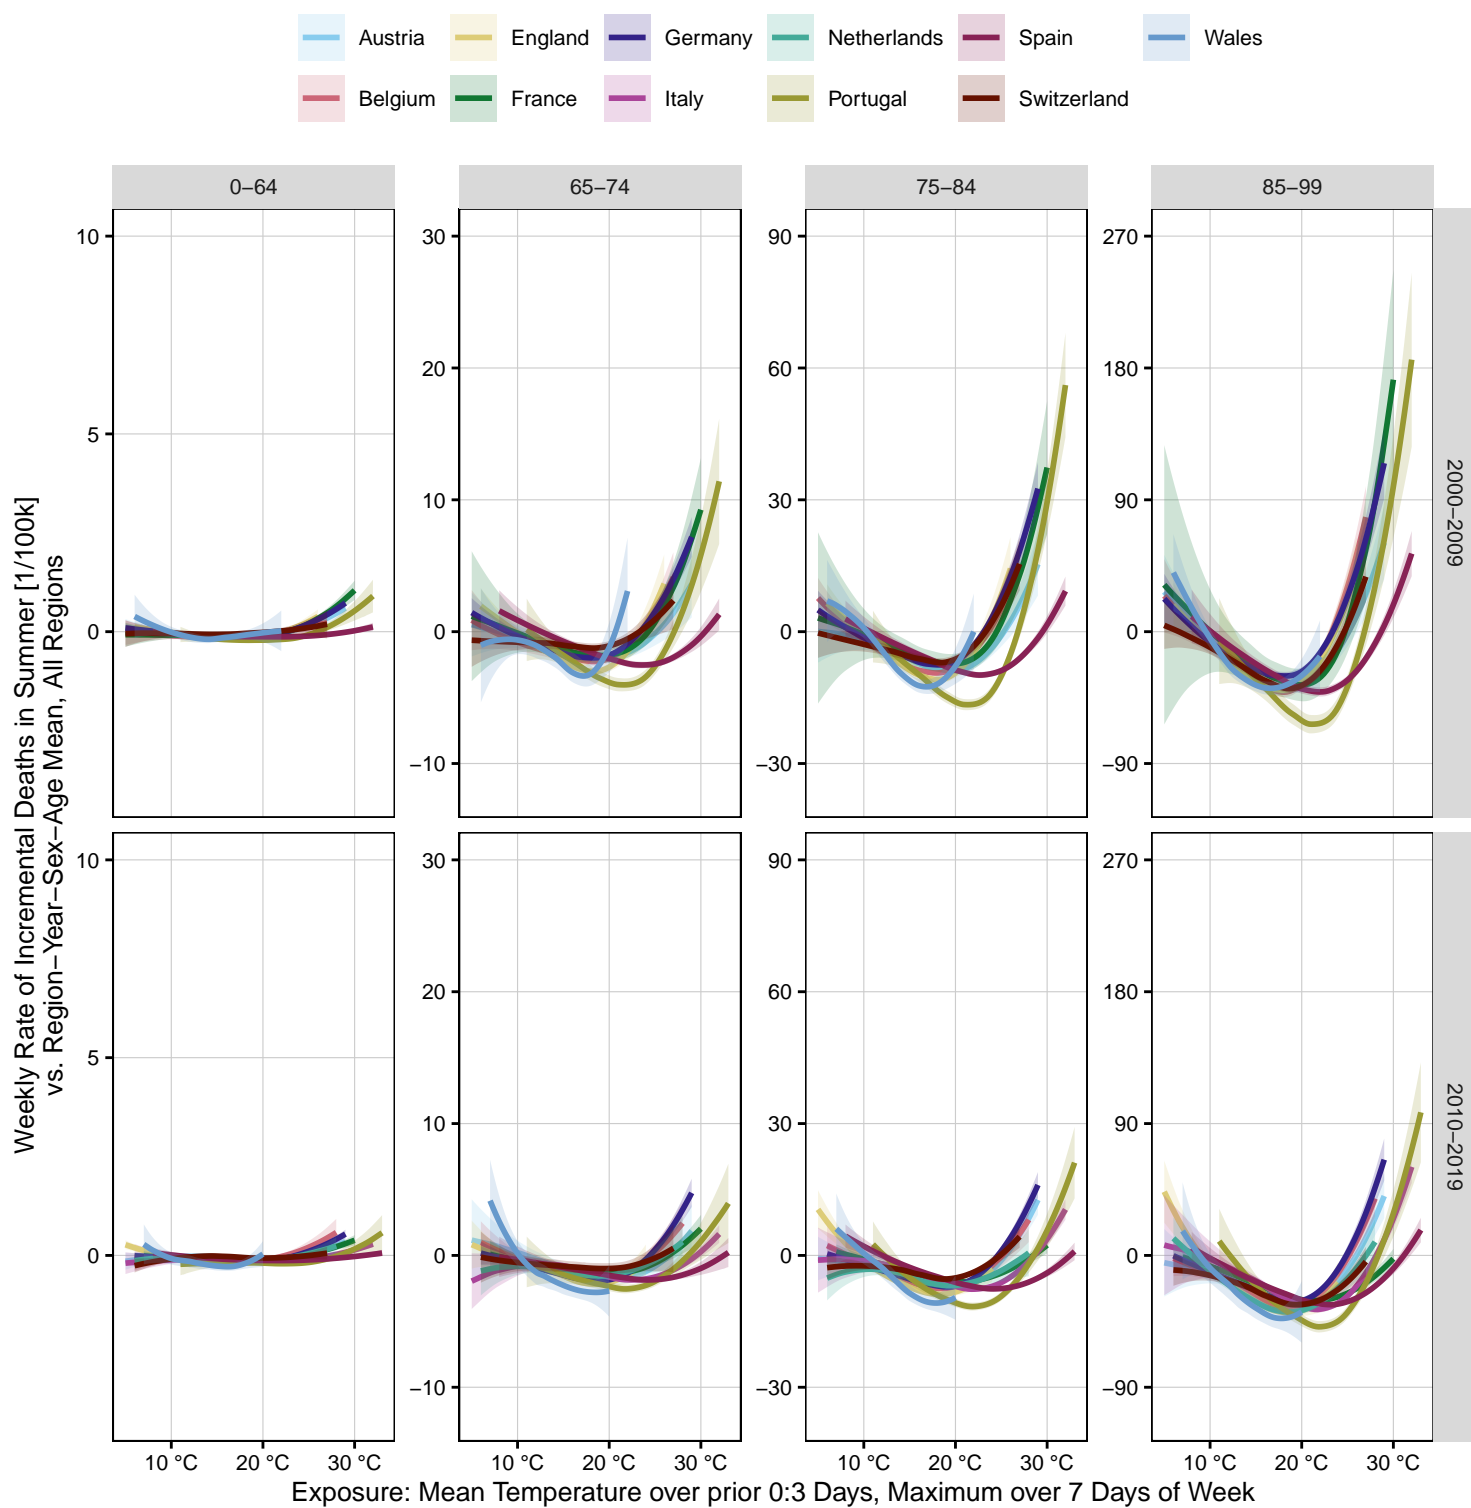 Austria England Germany Netherlands Spain Wales
Belgium France Italy Portugal Switzerland
0−64 65−74 75−84 85−99
10 30 90 270
20 60 180
5
10 30 90
0 0 0 0
−10 −30 −90
2000−2009
10 30 90 270
20 60 180
5
10 30 90
0 0 0 0
−10 −30 −90
2010−2019
10 °C 20 °C 30 °C 10 °C 20 °C 30 °C 10 °C 20 °C 30 °C 10 °C 20 °C 30 °C
Weekly Rate of Incremental Deaths in Summer [1/100k]
vs. Region−Year−Sex−Age Mean, All Regions
Exposure: Mean Temperature over prior 0:3 Days, Maximum over 7 Days of Week